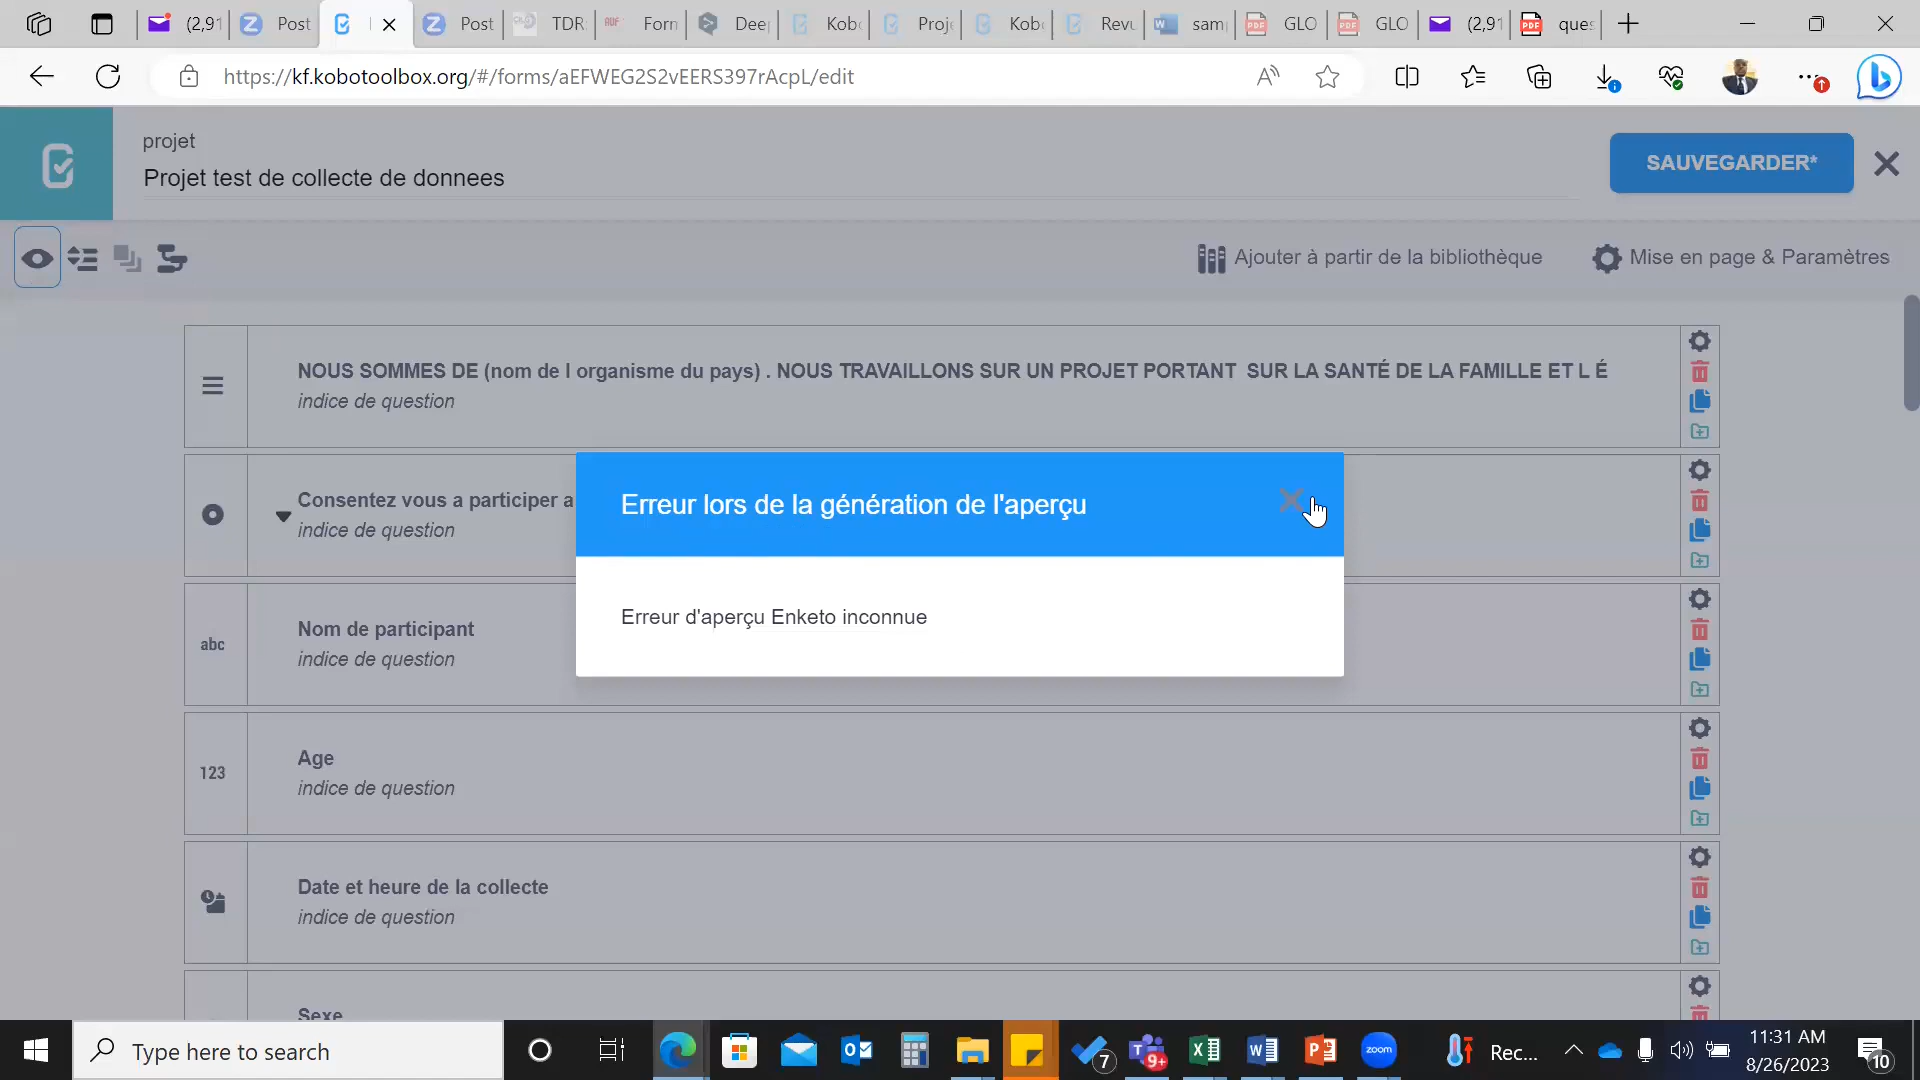 (2,91
Post
Post
TDR
Form
Dee
Kob
Proj
Kob
Revu
sam
GLO
GLO
(2,91
ques
https://kf.kobotoolbox.org/#/forms/aEFWEG2S2vEERS397rAcpL/edit
projet
Projet test de collecte de donnees
SAUVEGARDER*
Ajouter à partir de la bibliothèque
Mise en page & Paramètres
NOUS SOMMES DE (nom de l organisme du pays) . NOUS TRAVAILLONS SUR UN PROJET PORTANT SUR LA SANTÉ DE LA FAMILLE ET L É
indice de question
Consentez vous a participer a
indice de question
Erreur lors de la génération de l'aperçu
Erreur d'aperçu Enketo inconnue
abc
Nom de participant
indice de question
123
Age
indice de question
Date et heure de la collecte
indice de question
Sexe
Type here to search
7
9+
zoom
Rec...
11:31 AM
8/26/2023
10